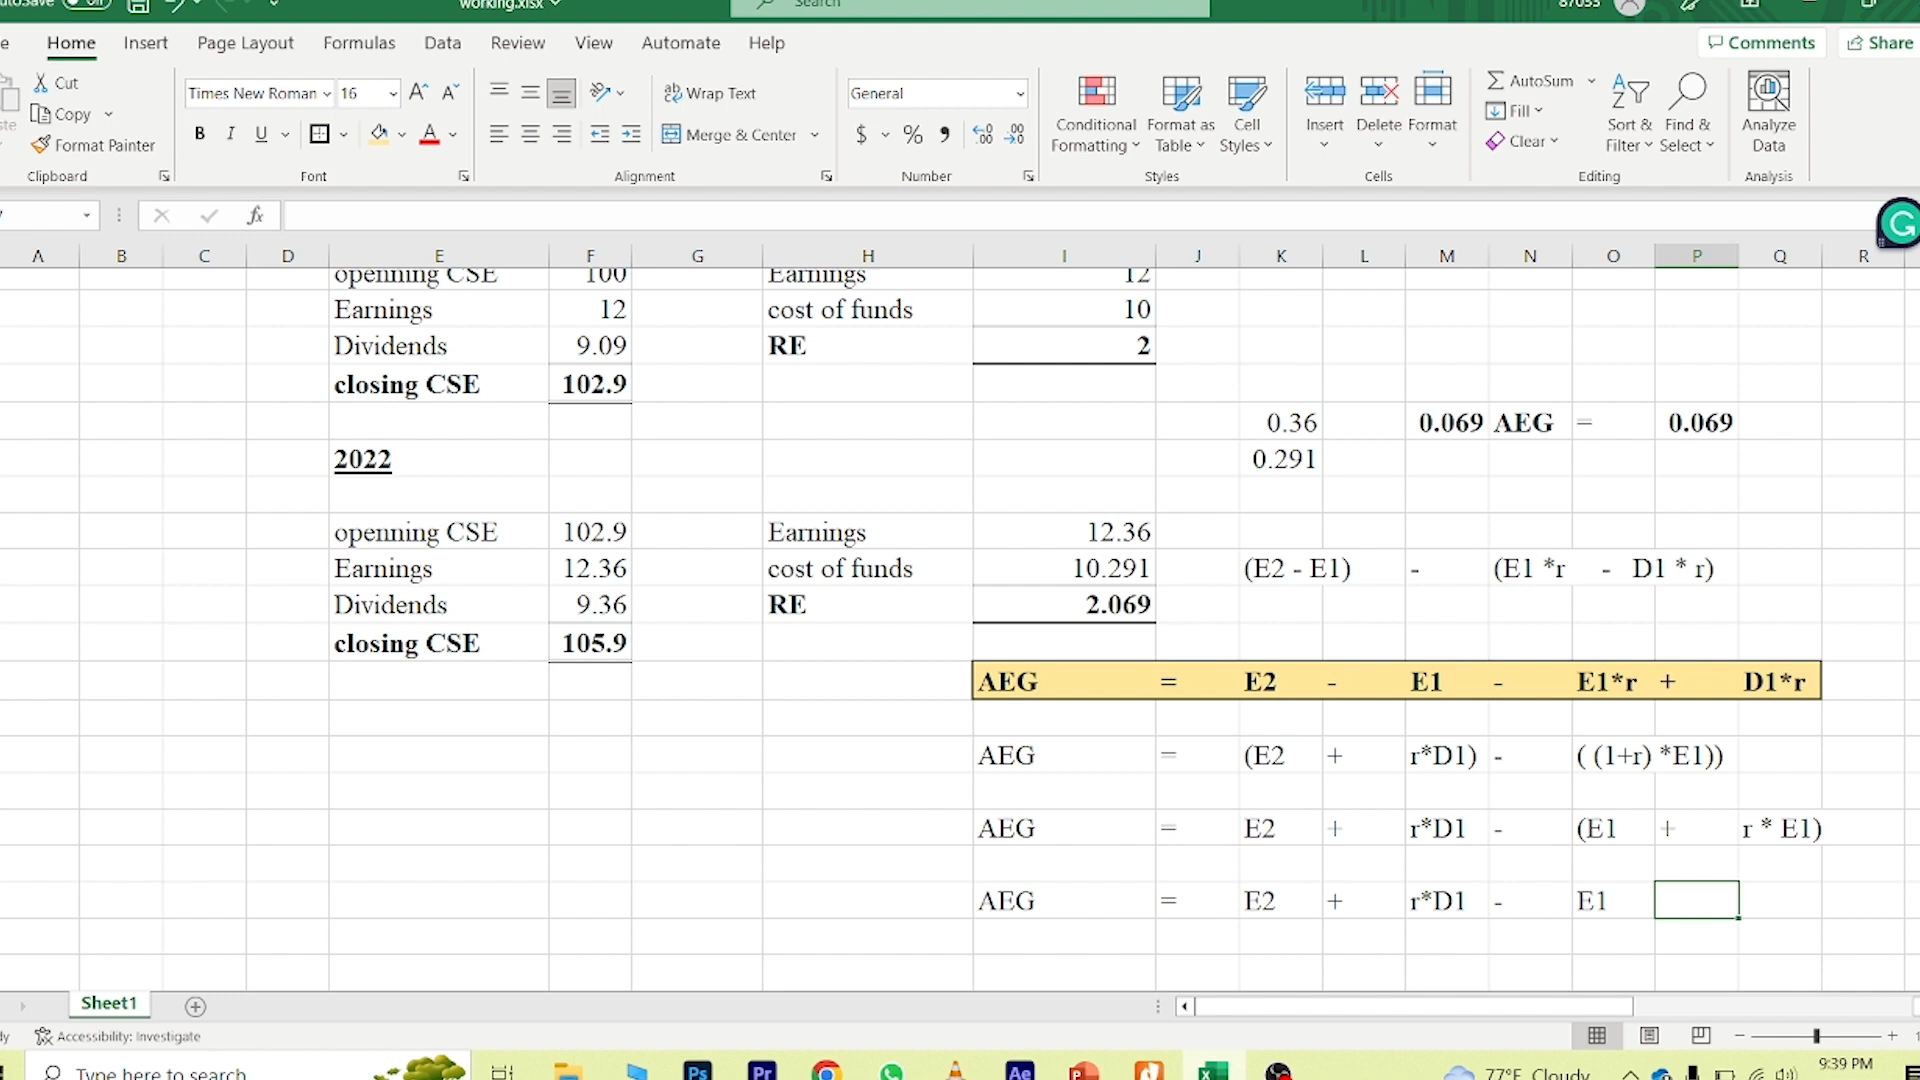 working.xlsx
Search
87033
Home Insert Page Layout Formulas Data Review View Automate Help Comments Share
Cut
Copy
Format Painter
Clipboard
Times New Roman 16
B I U
Font
Wrap Text
Merge & Center
Alignment
General
$ %
Number
Conditional Formatting
Format as Table
Cell Styles
Styles
Insert Delete Format
Cells
AutoSum
Fill
Clear
Sort & Filter
Find & Select
Editing
Analyze Data
Analysis
fx
A B C D E F G H I J K L M N O P Q R
openning CSE 100 Earnings 12
Earnings 12 cost of funds 10
Dividends 9.09 RE 2
closing CSE 102.9
0.36 0.069 AEG = 0.069
2022 0.291
openning CSE 102.9 Earnings 12.36
Earnings 12.36 cost of funds 10.291 (E2 - E1) - (E1 *r - D1 * r)
Dividends 9.36 RE 2.069
closing CSE 105.9
AEG = E2 - E1 - E1*r + D1*r
AEG = (E2 + r*D1) - ( (1+r) *E1))
AEG = E2 + r*D1 - (E1 + r * E1)
AEG = E2 + r*D1 - E1
Sheet1
Accessibility: Investigate
Type here to search
Ps Pr Ae
77°F Cloudy
9:39 PM